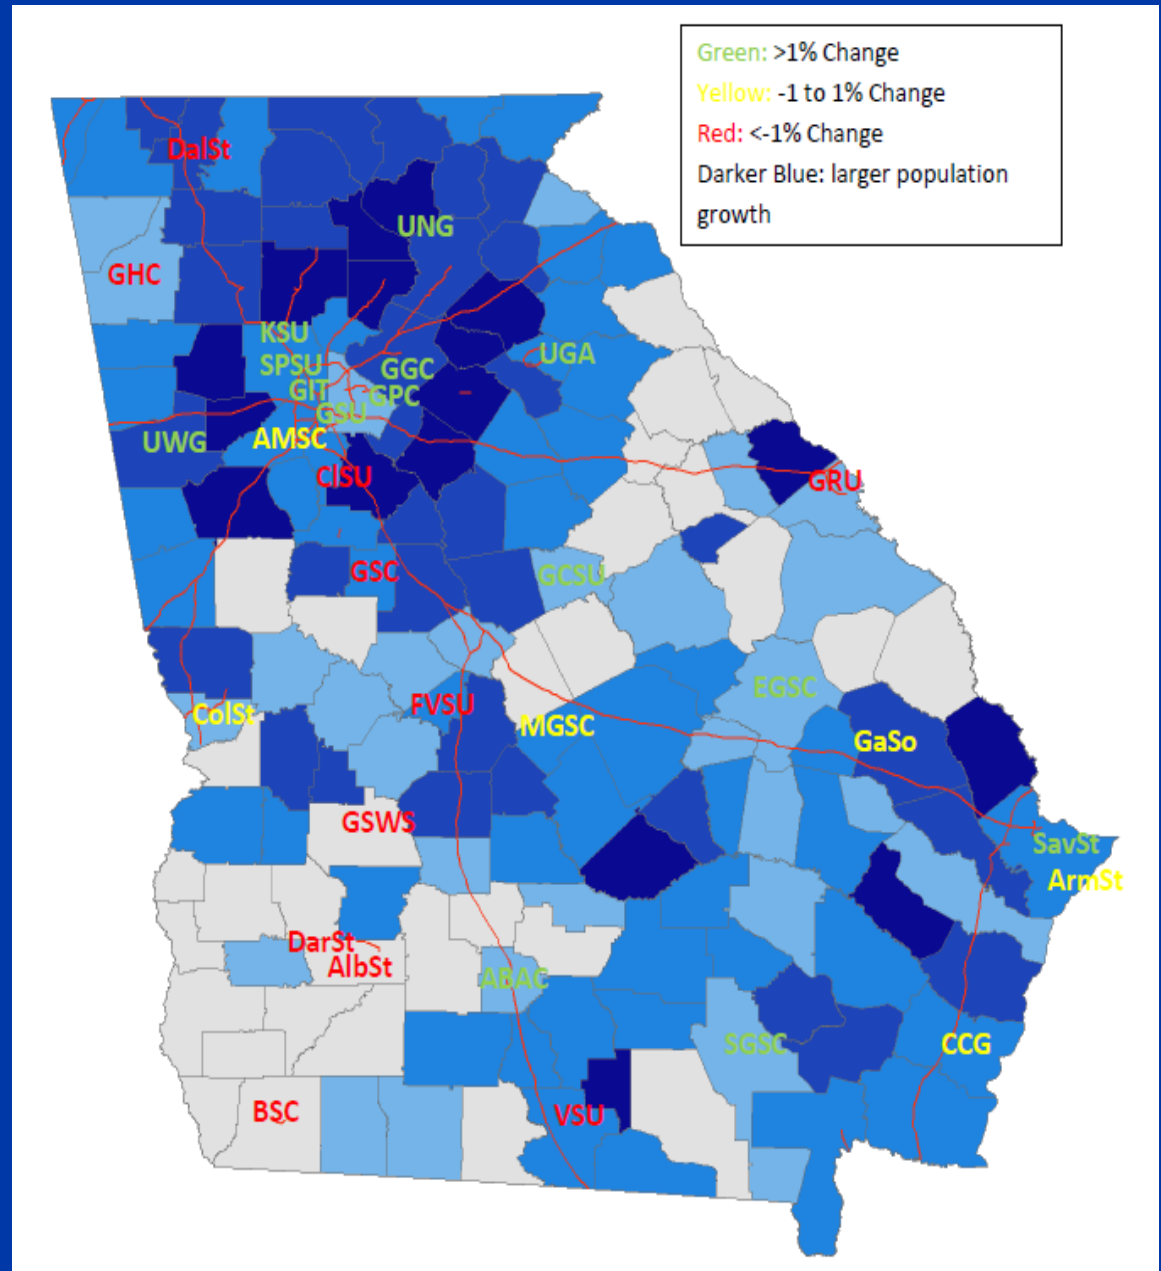 Green: >1% Change
Yellow: -1 to 1% Change
Red: <-1% Change
Darker Blue: larger population
growth
DalSt
UNG
GHC
KSU
SPSU
UGA
GGC
GIT
GPC
GSU
UWG
AMSC
ClSU
GRU
GSC
GCSU
EGSC
FVSU
ColSt
MGSC
GaSo
GSWS
SavSt
ArmSt
DarSt
AlbSt
ABAC
SGSC
CCG
BSC
VSU